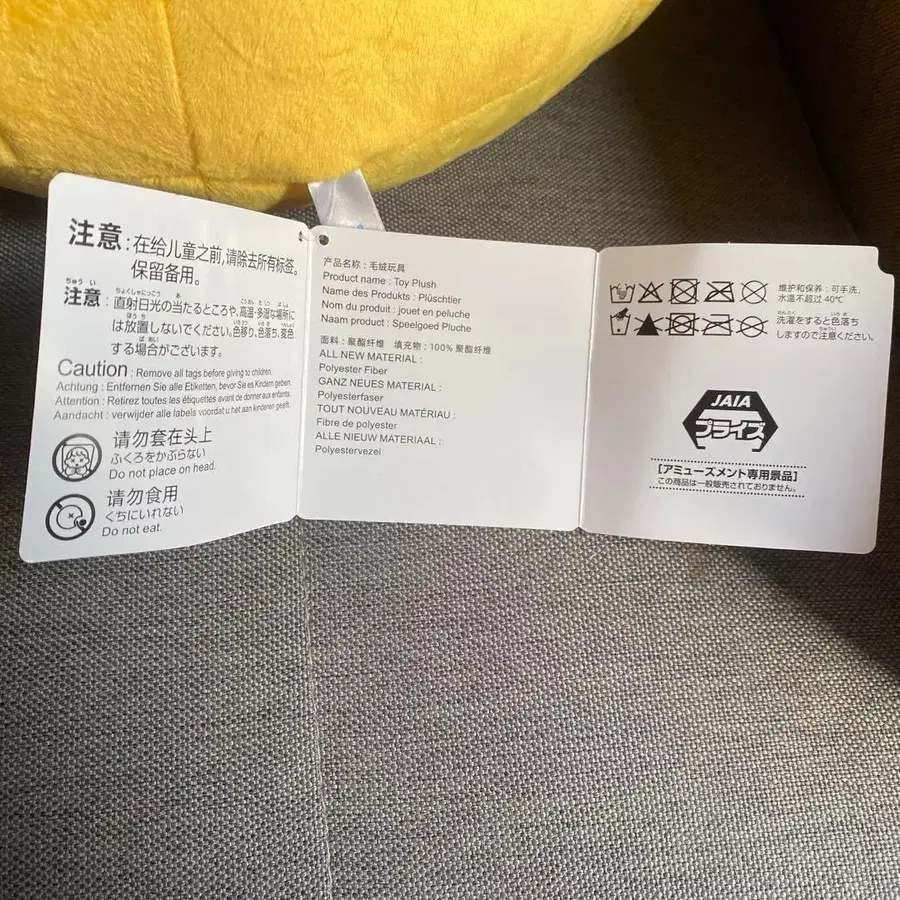 注意:在给儿童之前,请除去所有标签。
保留备用。
注意:直射日光の当たるところや、高温・多湿な場所に
は放置しないでください。色移り、色落ち、変色
する場合がございます。
Caution : Remove all tags before giving to children.
Achtung : Entfernen Sie alle Etiketten, bevor Sie es Kindern geben.
Attention : Retirez toutes les étiquettes avant de donner aux enfants.
Aandacht : verwijder alle labels voordat u het aan kinderen geeft.
请勿套在头上
ふくろをかぶらない
Do not place on head.
请勿食用
くちにいれない
Do not eat.
产品名称 : 毛绒玩具
Product name : Toy Plush
Name des Produkts : Plüschtier
Nom du produit : jouet en peluche
Naam product : Speelgoed Pluche
面料 : 聚酯纤维 填充物 : 100% 聚酯纤维
ALL NEW MATERIAL :
Polyester Fiber
GANZ NEUES MATERIAL :
Polyesterfaser
TOUT NOUVEAU MATÉRIAU :
Fibre de polyester
ALLE NIEUW MATERIAAL :
Polyestervezel
维护和保养 : 可手洗,
水温不超过 40℃
洗濯をすると色落ち
しますので注意ください。
JAIA
プライズ
[アミューズメント専用景品]
この商品は一般販売されておりません。